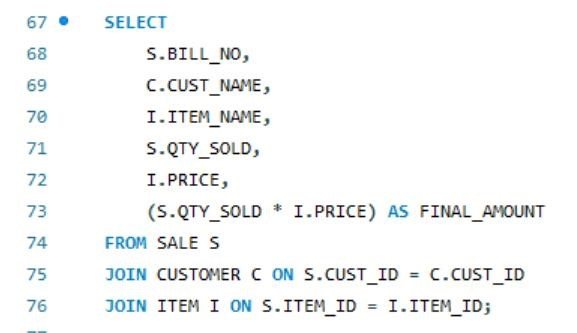 67 SELECT
68 S.BILL_NO,
69 C.CUST_NAME,
70 I.ITEM_NAME,
71 S.QTY_SOLD,
72 I.PRICE,
73 (S.QTY_SOLD * I.PRICE) AS FINAL_AMOUNT
74 FROM SALE S
75 JOIN CUSTOMER C ON S.CUST_ID = C.CUST_ID
76 JOIN ITEM I ON S.ITEM_ID = I.ITEM_ID;